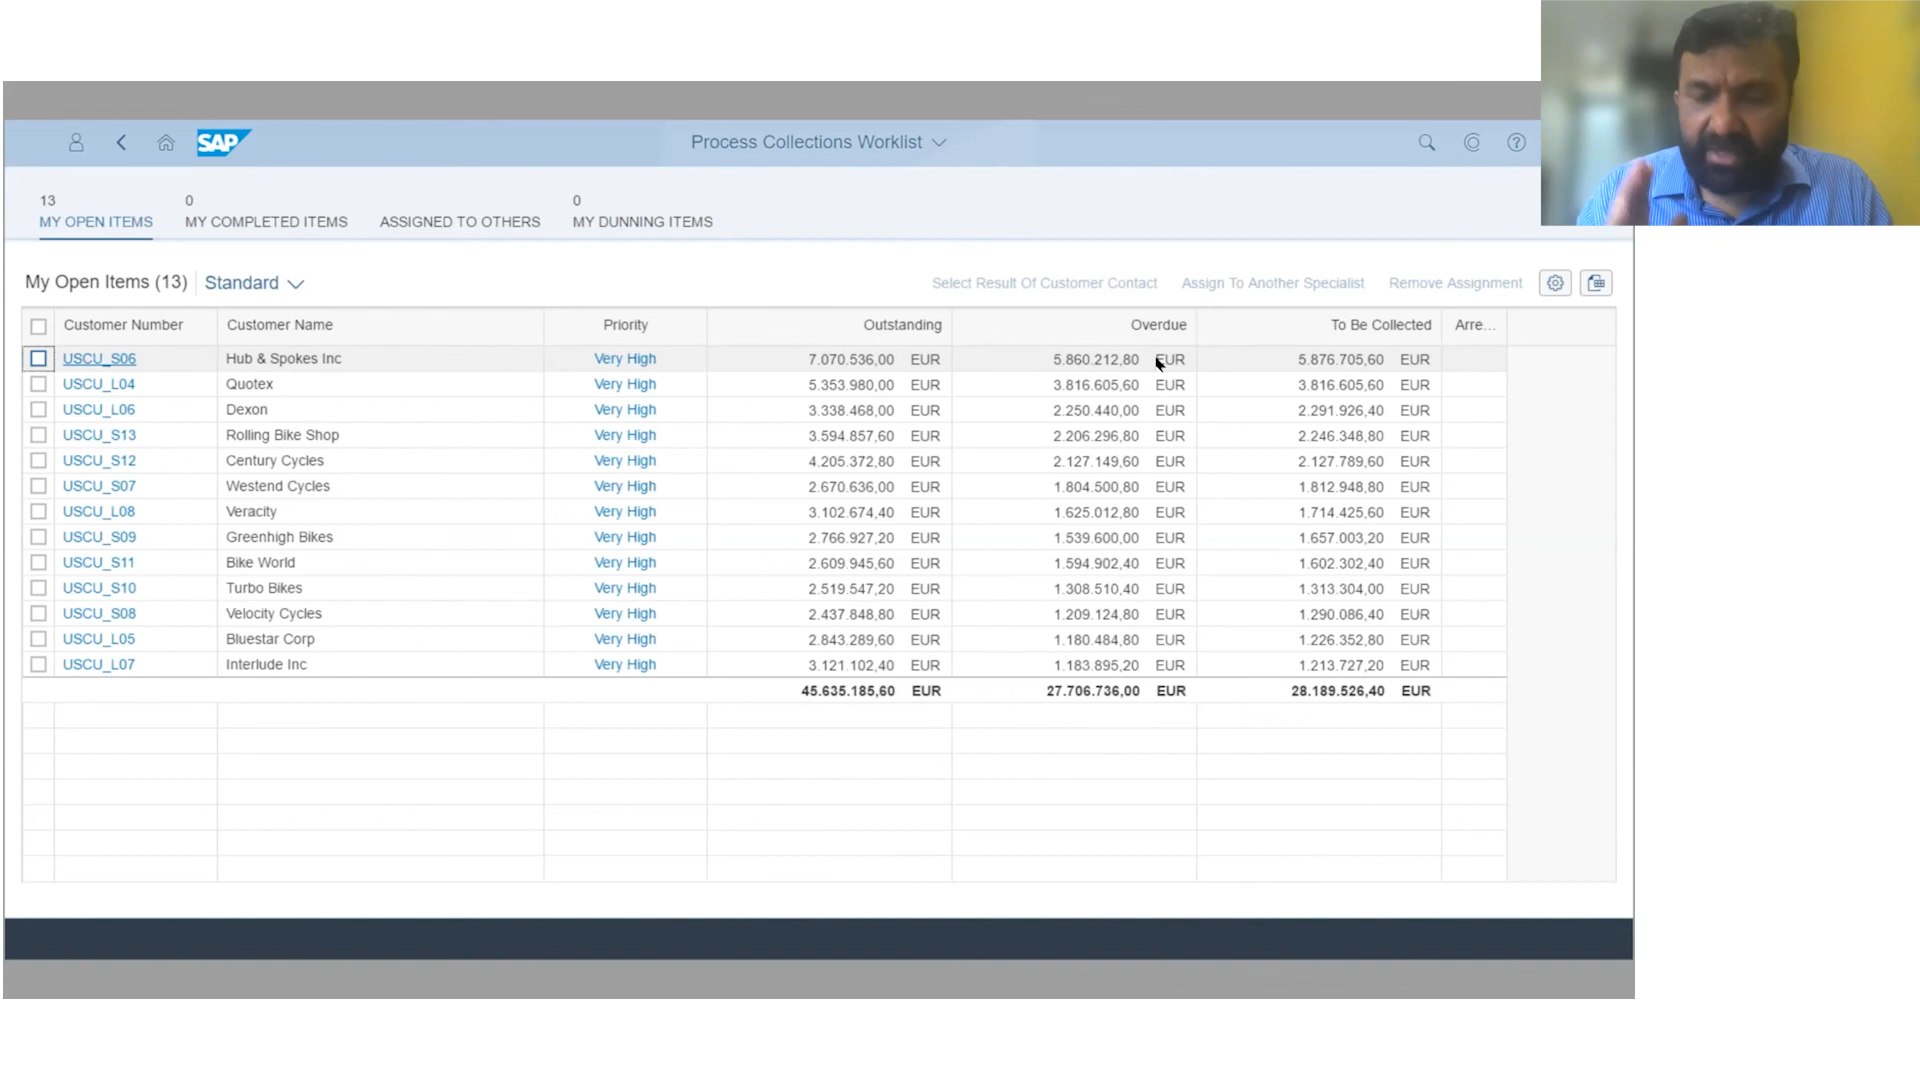 SAP
Process Collections Worklist
13 0 0
MY OPEN ITEMS MY COMPLETED ITEMS ASSIGNED TO OTHERS MY DUNNING ITEMS
My Open Items (13) Standard Select Result Of Customer Contact Assign To Another Specialist Remove Assignment
Customer Number Customer Name Priority Outstanding Overdue To Be Collected Arre...
USCU_S06 Hub & Spokes Inc Very High 7.070.536,00 EUR 5.860.212,80 EUR 5.876.705,60 EUR
USCU_L04 Quotex Very High 5.353.980,00 EUR 3.816.605,60 EUR 3.816.605,60 EUR
USCU_L06 Dexon Very High 3.338.468,00 EUR 2.250.440,00 EUR 2.291.926,40 EUR
USCU_S13 Rolling Bike Shop Very High 3.594.857,60 EUR 2.206.296,80 EUR 2.246.348,80 EUR
USCU_S12 Century Cycles Very High 4.205.372,80 EUR 2.127.149,60 EUR 2.127.789,60 EUR
USCU_S07 Westend Cycles Very High 2.670.636,00 EUR 1.804.500,80 EUR 1.812.948,80 EUR
USCU_L08 Veracity Very High 3.102.674,40 EUR 1.625.012,80 EUR 1.714.425,60 EUR
USCU_S09 Greenhigh Bikes Very High 2.766.927,20 EUR 1.539.600,00 EUR 1.657.003,20 EUR
USCU_S11 Bike World Very High 2.609.945,60 EUR 1.594.902,40 EUR 1.602.302,40 EUR
USCU_S10 Turbo Bikes Very High 2.519.547,20 EUR 1.308.510,40 EUR 1.313.304,00 EUR
USCU_S08 Velocity Cycles Very High 2.437.848,80 EUR 1.209.124,80 EUR 1.290.086,40 EUR
USCU_L05 Bluestar Corp Very High 2.843.289,60 EUR 1.180.484,80 EUR 1.226.352,80 EUR
USCU_L07 Interlude Inc Very High 3.121.102,40 EUR 1.183.895,20 EUR 1.213.727,20 EUR
45.635.185,60 EUR 27.706.736,00 EUR 28.189.526,40 EUR